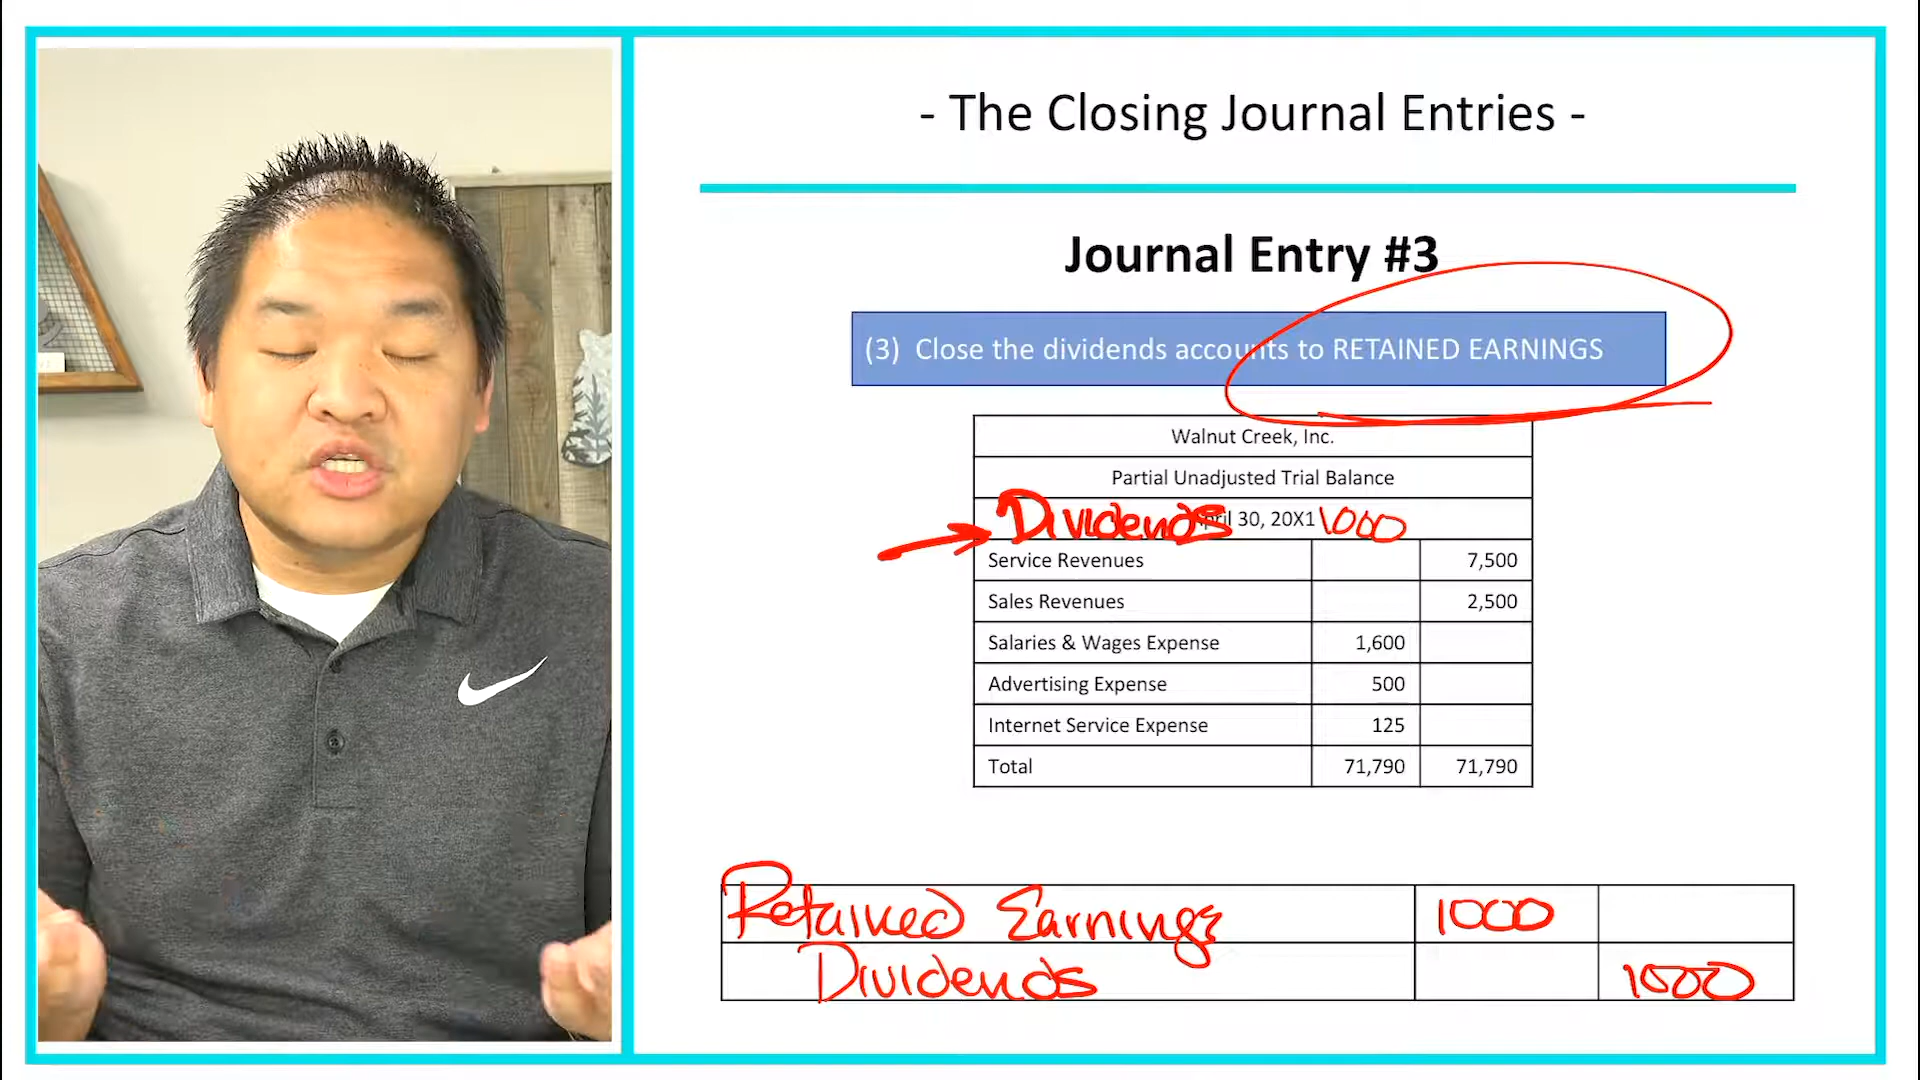 - The Closing Journal Entries -
Journal Entry #3
(3) Close the dividends accounts to RETAINED EARNINGS
Walnut Creek, Inc.
Partial Unadjusted Trial Balance
April 30, 20X1
Dividends 1000
Service Revenues 7,500
Sales Revenues 2,500
Salaries & Wages Expense 1,600
Advertising Expense 500
Internet Service Expense 125
Total 71,790 71,790
Retained Earnings 1000
Dividends 1000